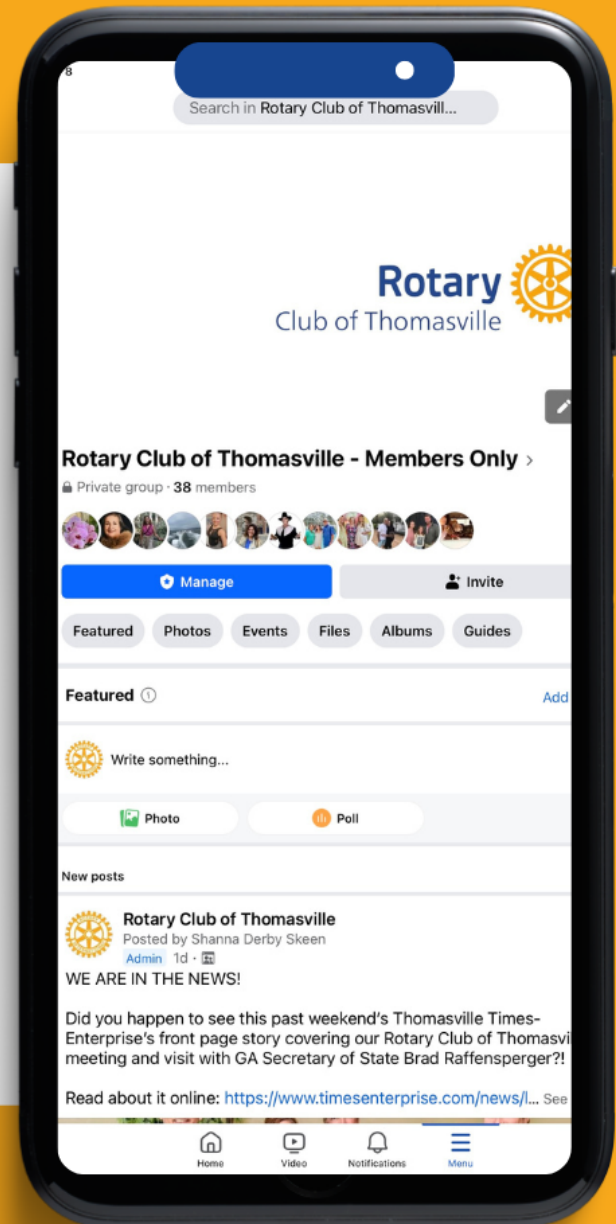 8
Search in Rotary Club of Thomasvill...
Rotary
Club of Thomasville
Rotary Club of Thomasville - Members Only >
Private group · 38 members
Manage
Invite
Featured
Photos
Events
Files
Albums
Guides
Featured
Add
Write something...
Photo
Poll
New posts
Rotary Club of Thomasville
Posted by Shanna Derby Skeen
Admin 1d ·
WE ARE IN THE NEWS!
Did you happen to see this past weekend's Thomasville Times-
Enterprise's front page story covering our Rotary Club of Thomasvi
meeting and visit with GA Secretary of State Brad Raffensperger?!
Read about it online: https://www.timesenterprise.com/news/l... See
Home
Video
Notifications
Menu